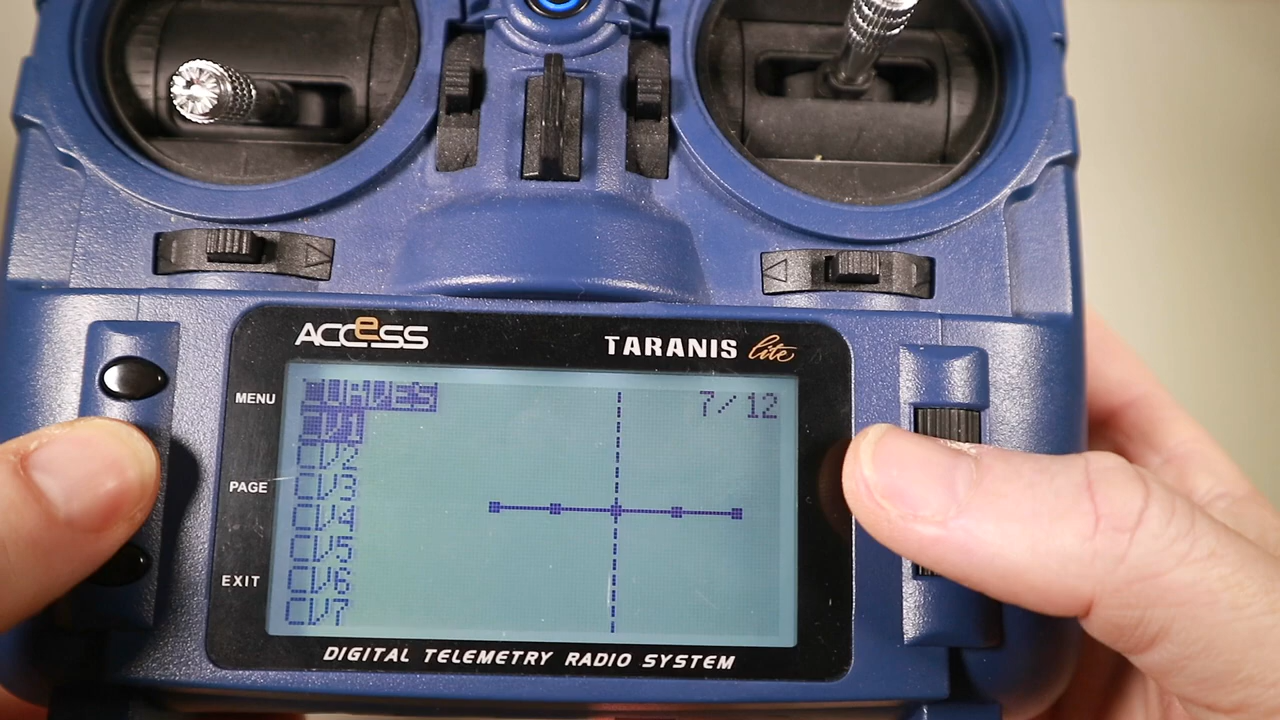 ACCeSS
TARANIS lite
MENU
PAGE
EXIT
CURVES 7/12
CV1
CV2
CV3
CV4
CV5
CV6
CV7
DIGITAL TELEMETRY RADIO SYSTEM